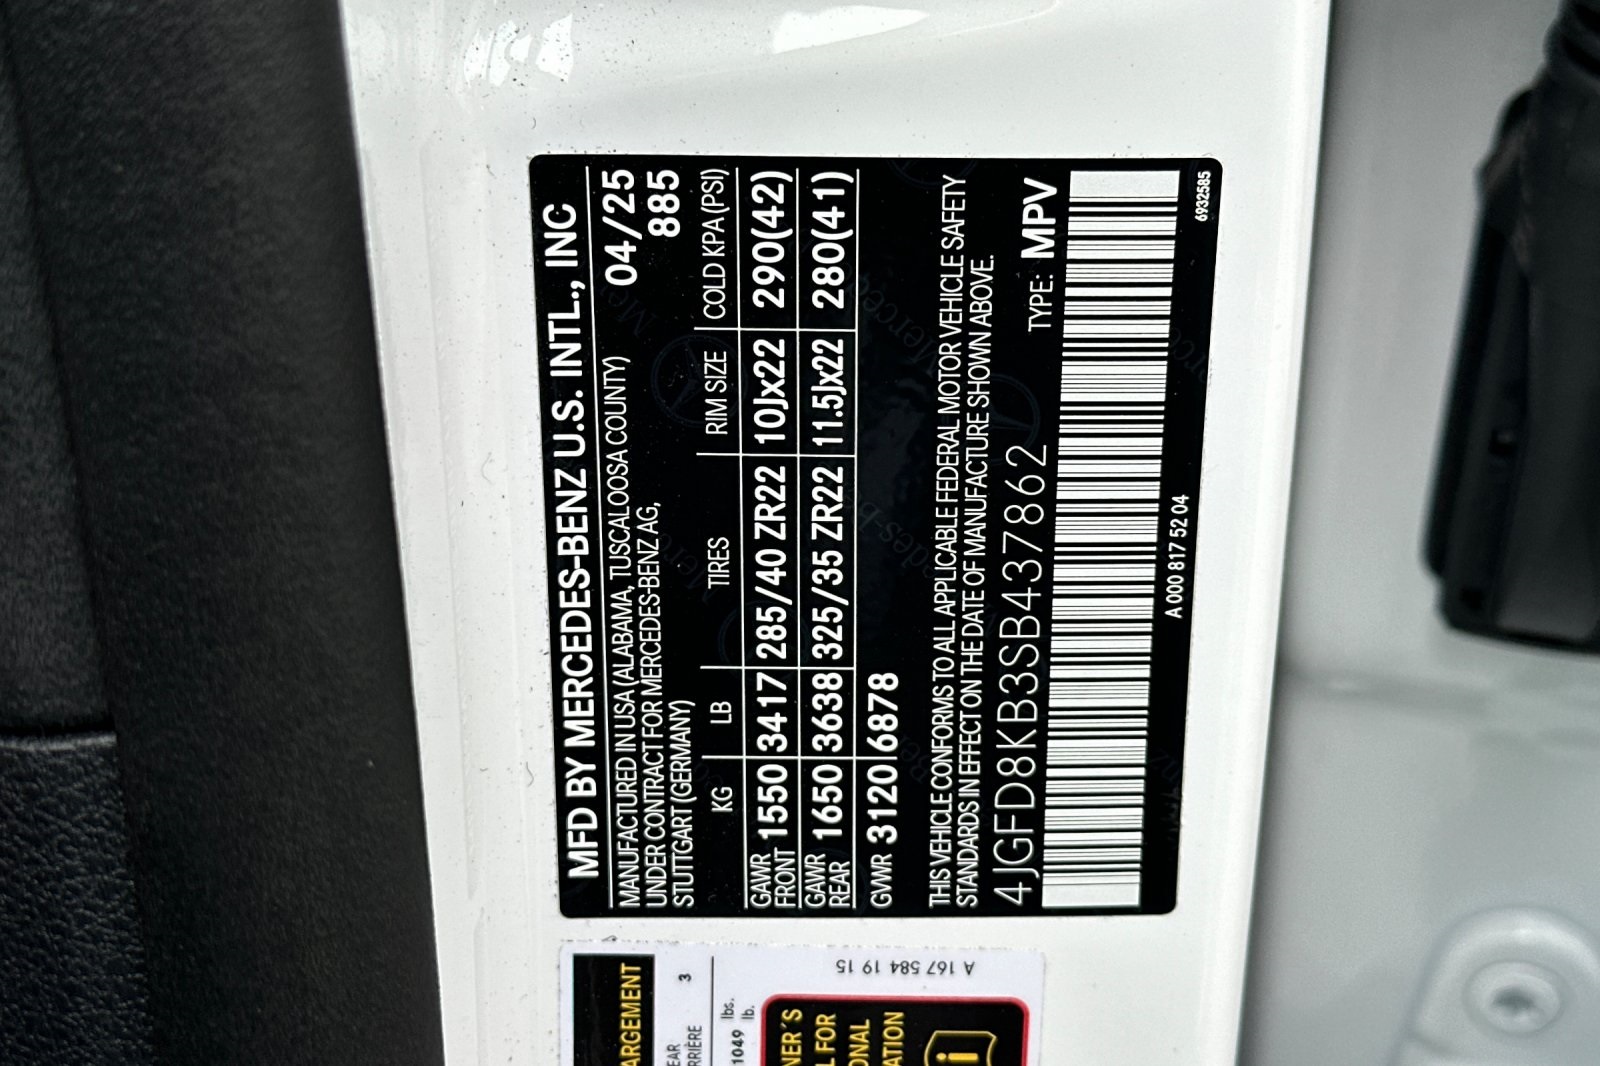 MFD BY MERCEDES-BENZ U.S. INTL., INC
MANUFACTURED IN USA (ALABAMA, TUSCALOOSA COUNTY) 04/25
UNDER CONTRACT FOR MERCEDES-BENZ AG, 885
STUTTGART (GERMANY)
KG LB TIRES RIM SIZE COLD KPA (PSI)
GAWR FRONT 1550 3417 285/40 ZR22 10Jx22 290(42)
GAWR REAR 1650 3638 325/35 ZR22 11.5Jx22 280(41)
GVWR 3120 6878
THIS VEHICLE CONFORMS TO ALL APPLICABLE FEDERAL MOTOR VEHICLE SAFETY
STANDARDS IN EFFECT ON THE DATE OF MANUFACTURE SHOWN ABOVE.
4JGFD8KB3SB437862 TYPE: MPV
A 000 817 52 04 6932585
ARGEMENT
EAR 3
RRIÈRE
1049 lbs.
lb.
A 167 584 19 15
NER'S
L FOR
ONAL
ATION
i